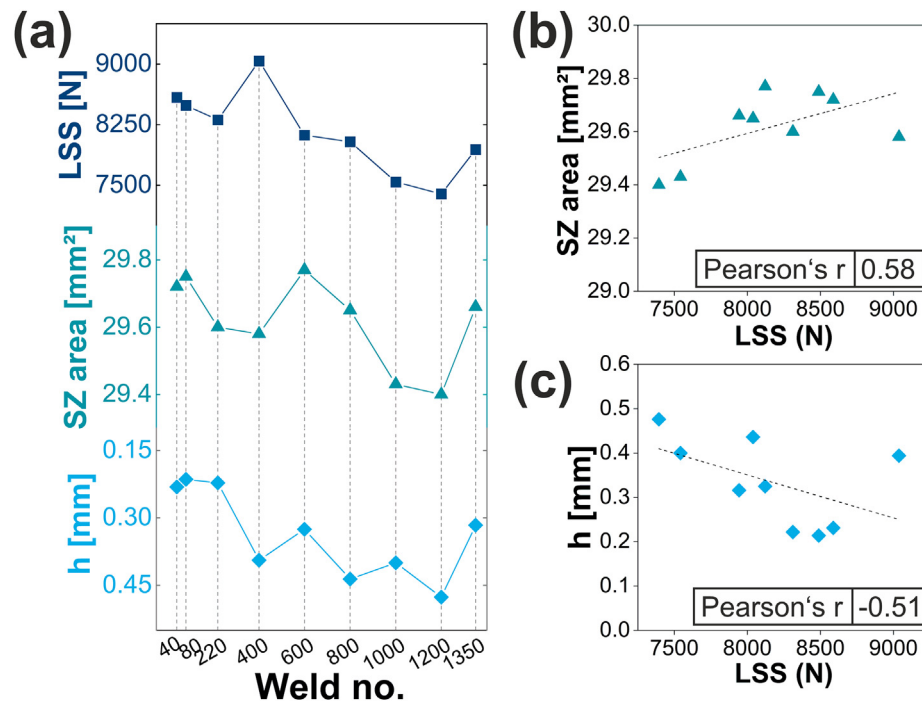 (a)
LSS [N]
9000
8250
7500
SZ area [mm²]
29.8
29.6
29.4
h [mm]
0.15
0.30
0.45
40 80 220 400 600 800 1000 1200 1350
Weld no.
(b)
SZ area [mm²]
30.0
29.8
29.6
29.4
29.2
29.0
Pearson‘s r 0.58
7500 8000 8500 9000
LSS (N)
(c)
h [mm]
0.6
0.5
0.4
0.3
0.2
0.1
0.0
Pearson‘s r -0.51
7500 8000 8500 9000
LSS (N)